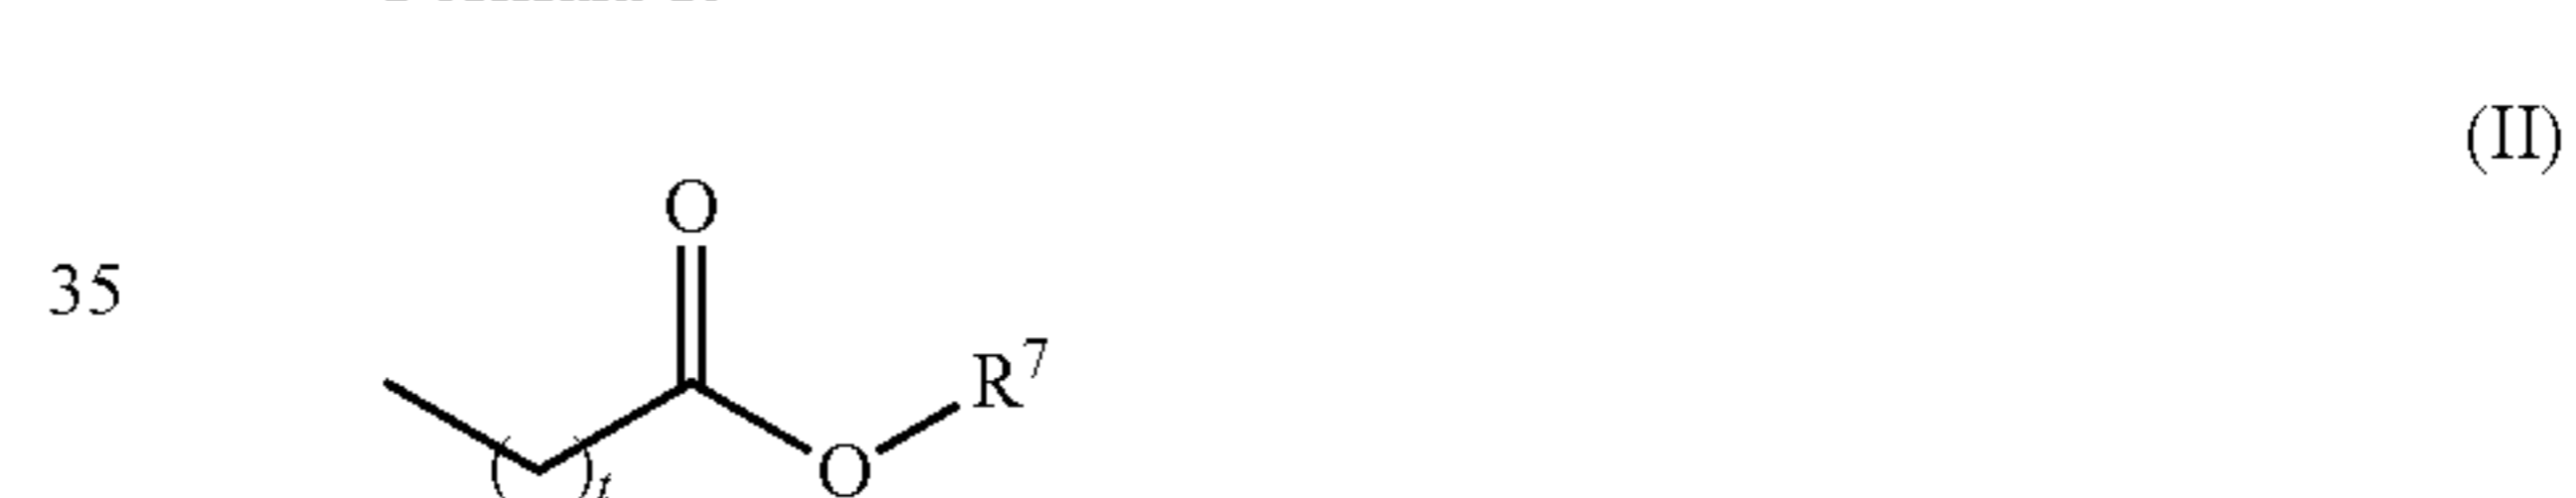 (II)
O
35
R⁷
O
( )t